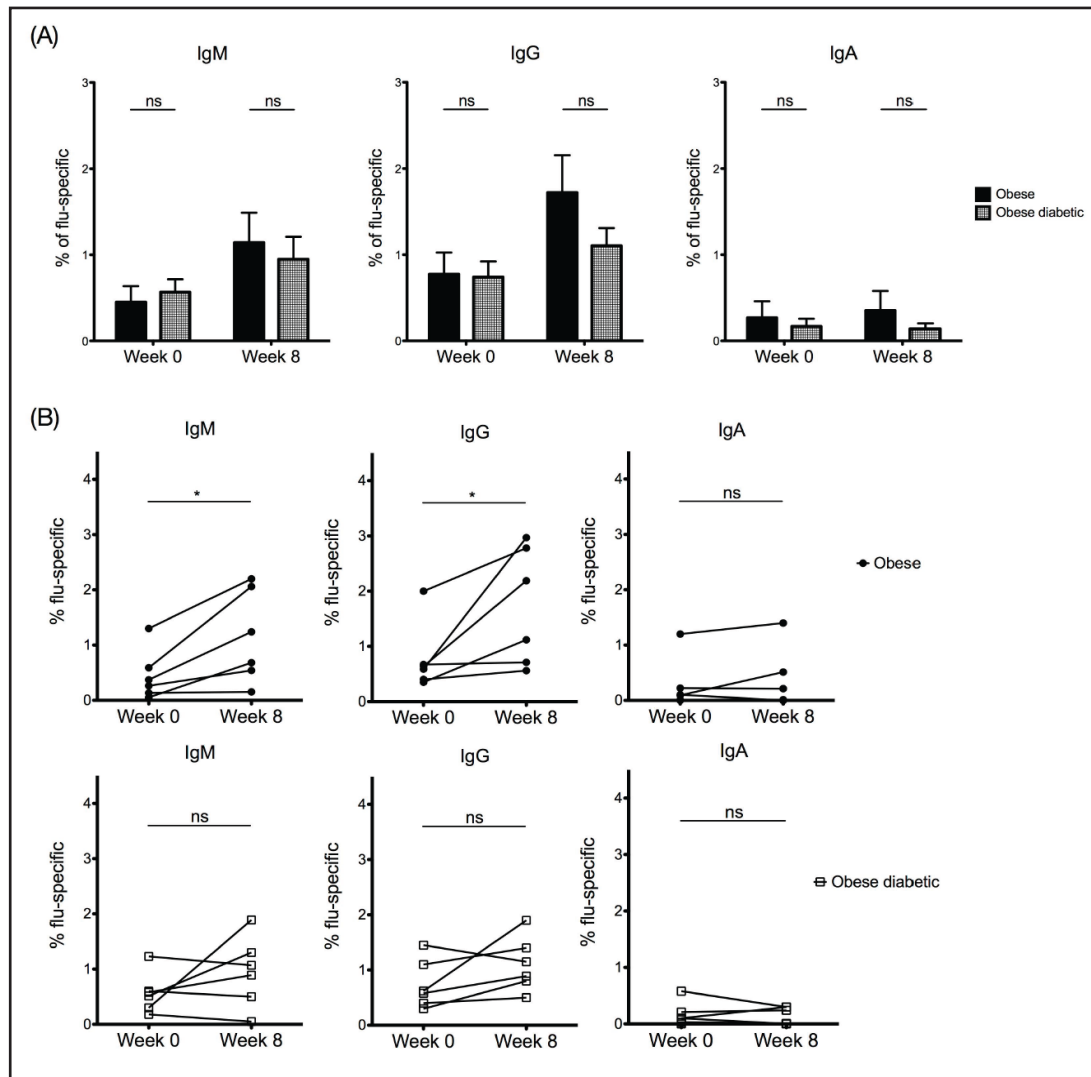 (A)
IgM
IgG
IgA
3
2
1
0
% of flu-specific
ns
ns
Week 0
Week 8
3
2
1
0
% of flu-specific
ns
ns
Week 0
Week 8
3
2
1
0
% of flu-specific
ns
ns
Week 0
Week 8
Obese
Obese diabetic
(B)
IgM
IgG
IgA
4
3
2
1
0
% flu-specific
*
Week 0
Week 8
4
3
2
1
0
% flu-specific
*
Week 0
Week 8
4
3
2
1
0
% flu-specific
ns
Week 0
Week 8
Obese
IgM
IgG
IgA
4
3
2
1
0
% flu-specific
ns
Week 0
Week 8
4
3
2
1
0
% flu-specific
ns
Week 0
Week 8
4
3
2
1
0
% flu-specific
ns
Week 0
Week 8
Obese diabetic